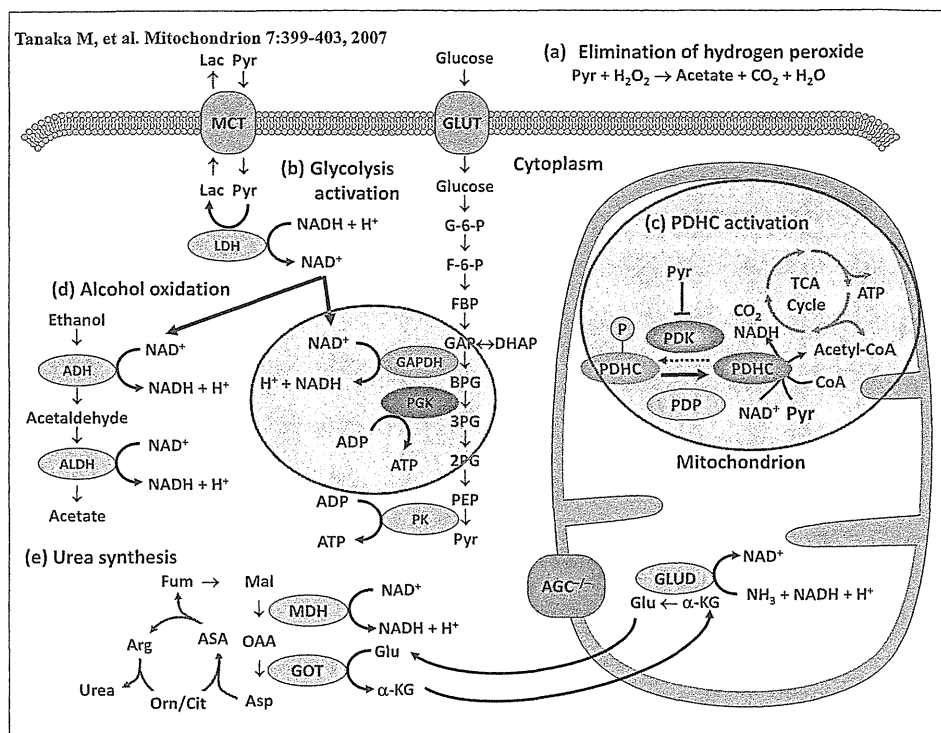 Tanaka M, et al. Mitochondrion 7:399-403, 2007
(a) Elimination of hydrogen peroxide
Pyr + H₂O₂ → Acetate + CO₂ + H₂O
Lac Pyr
↑ ↓
MCT
↑ ↓
Lac Pyr
LDH
NADH + H⁺
NAD⁺
Glucose
↓
GLUT
↓
Glucose
↓
G-6-P
↓
F-6-P
↓
FBP
↓
GAP↔DHAP
BPG
3PG
2PG
↓
PEP
↓
Pyr
Cytoplasm
(b) Glycolysis
activation
NAD⁺
GAPDH
H⁺ + NADH
PGK
ADP
ATP
ADP
PK
ATP
(c) PDHC activation
Pyr
TCA
Cycle
ATP
CO₂
NADH
P
PDK
Acetyl-CoA
PDHC
PDHC
CoA
PDP
NAD⁺
Pyr
Mitochondrion
(d) Alcohol oxidation
Ethanol
↓
NAD⁺
ADH
NADH + H⁺
↓
Acetaldehyde
↓
NAD⁺
ALDH
NADH + H⁺
↓
Acetate
(e) Urea synthesis
Fum → Mal
NAD⁺
↓ MDH
NADH + H⁺
Arg
ASA
OAA
Glu
↓ GOT
α-KG
Urea
Orn/Cit
Asp
AGC⁻/⁻
GLUD
NAD⁺
NH₃ + NADH + H⁺
Glu ← α-KG